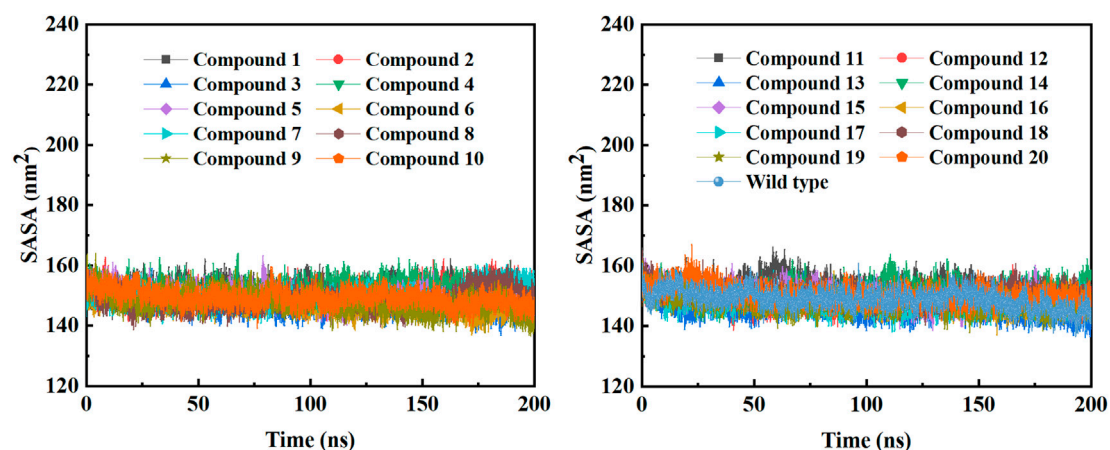 240
220
200
180
160
140
120
SASA (nm²)
Compound 1 Compound 2
Compound 3 Compound 4
Compound 5 Compound 6
Compound 7 Compound 8
Compound 9 Compound 10
0 50 100 150 200
Time (ns)
240
220
200
180
160
140
120
SASA (nm²)
Compound 11 Compound 12
Compound 13 Compound 14
Compound 15 Compound 16
Compound 17 Compound 18
Compound 19 Compound 20
Wild type
0 50 100 150 200
Time (ns)